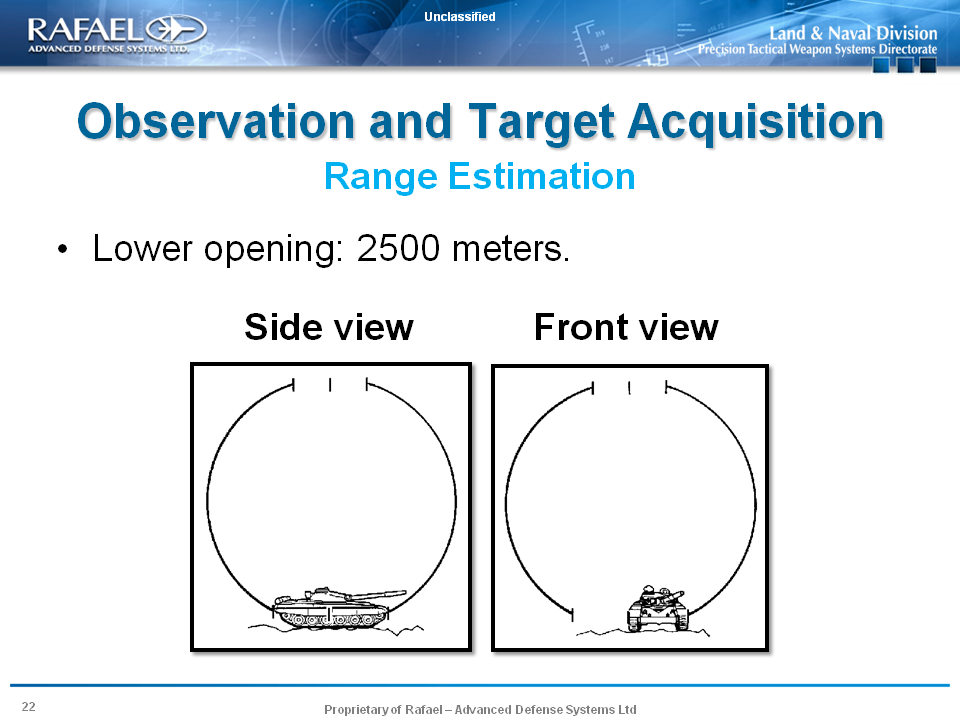 Unclassified
RAFAEL
ADVANCED DEFENSE SYSTEMS LTD.
Land & Naval Division
Precision Tactical Weapon Systems Directorate
Observation and Target Acquisition
Range Estimation
• Lower opening: 2500 meters.
Side view
Front view
22
Proprietary of Rafael – Advanced Defense Systems Ltd